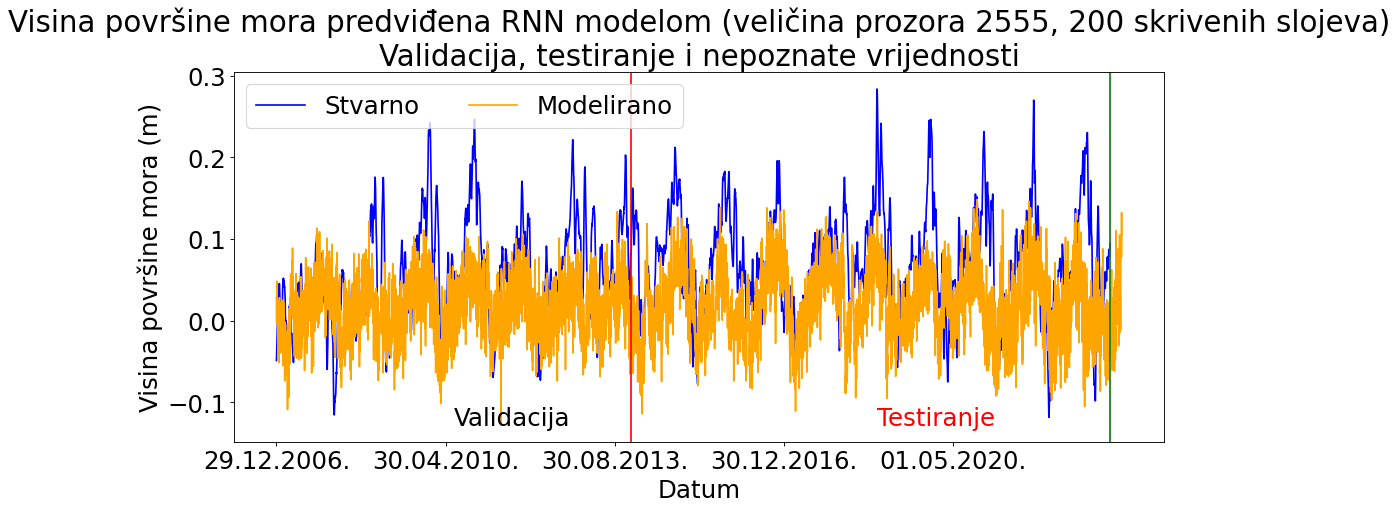 Visina površine mora predviđena RNN modelom (veličina prozora 2555, 200 skrivenih slojeva)
Validacija, testiranje i nepoznate vrijednosti
Stvarno
Modelirano
Visina površine mora (m)
0.3
0.2
0.1
0.0
−0.1
Validacija
Testiranje
29.12.2006.
30.04.2010.
30.08.2013.
30.12.2016.
01.05.2020.
Datum